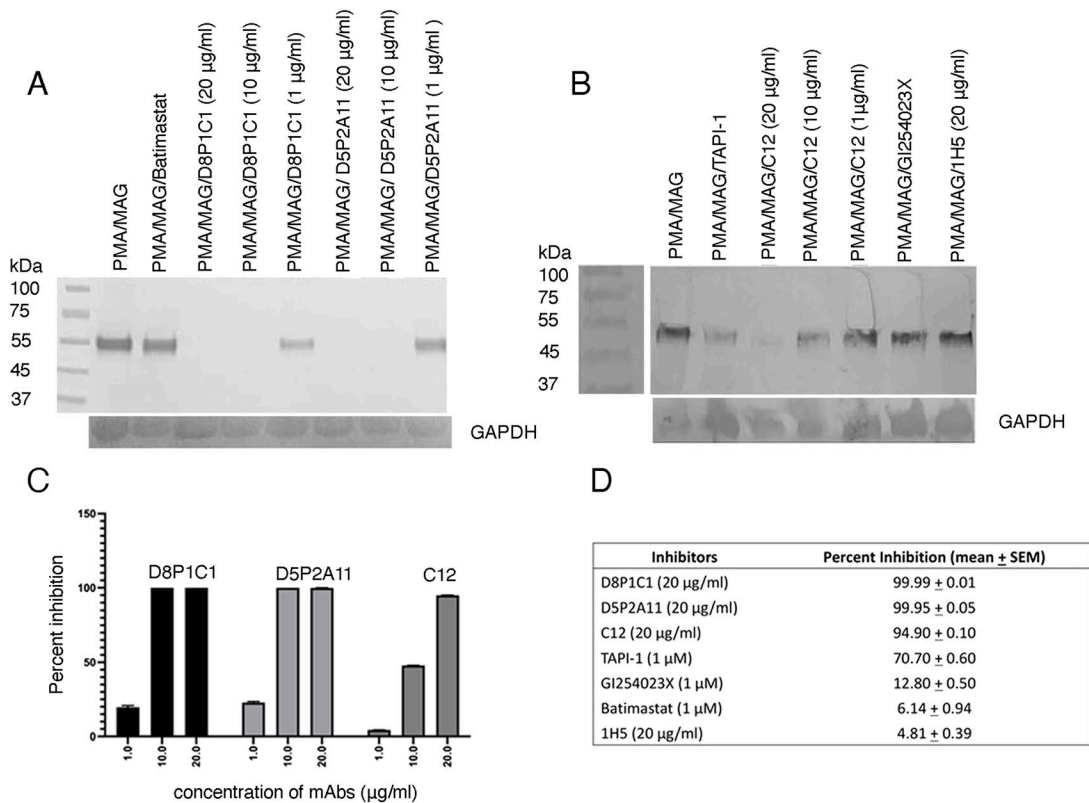 A
PMA/MAG
PMA/MAG/Batimastat
PMA/MAG/D8P1C1 (20 µg/ml)
PMA/MAG/D8P1C1 (10 µg/ml)
PMA/MAG/D8P1C1 (1 µg/ml)
PMA/MAG/ D5P2A11 (20 µg/ml)
PMA/MAG/ D5P2A11 (10 µg/ml)
PMA/MAG/D5P2A11 (1 µg/ml )
kDa
100
75
55
45
37
GAPDH
B
PMA/MAG
PMA/MAG/TAPI-1
PMA/MAG/C12 (20 µg/ml)
PMA/MAG/C12 (10 µg/ml)
PMA/MAG/C12 (1µg/ml)
PMA/MAG/GI254023X
PMA/MAG/1H5 (20 µg/ml)
kDa
100
75
55
45
37
GAPDH
C
Percent inhibition
150
100
50
0
D8P1C1
D5P2A11
C12
1.0
10.0
20.0
1.0
10.0
20.0
1.0
10.0
20.0
concentration of mAbs (µg/ml)
D
Inhibitors Percent Inhibition (mean ± SEM)
D8P1C1 (20 µg/ml) 99.99 ± 0.01
D5P2A11 (20 µg/ml) 99.95 ± 0.05
C12 (20 µg/ml) 94.90 ± 0.10
TAPI-1 (1 µM) 70.70 ± 0.60
GI254023X (1 µM) 12.80 ± 0.50
Batimastat (1 µM) 6.14 ± 0.94
1H5 (20 µg/ml) 4.81 ± 0.39